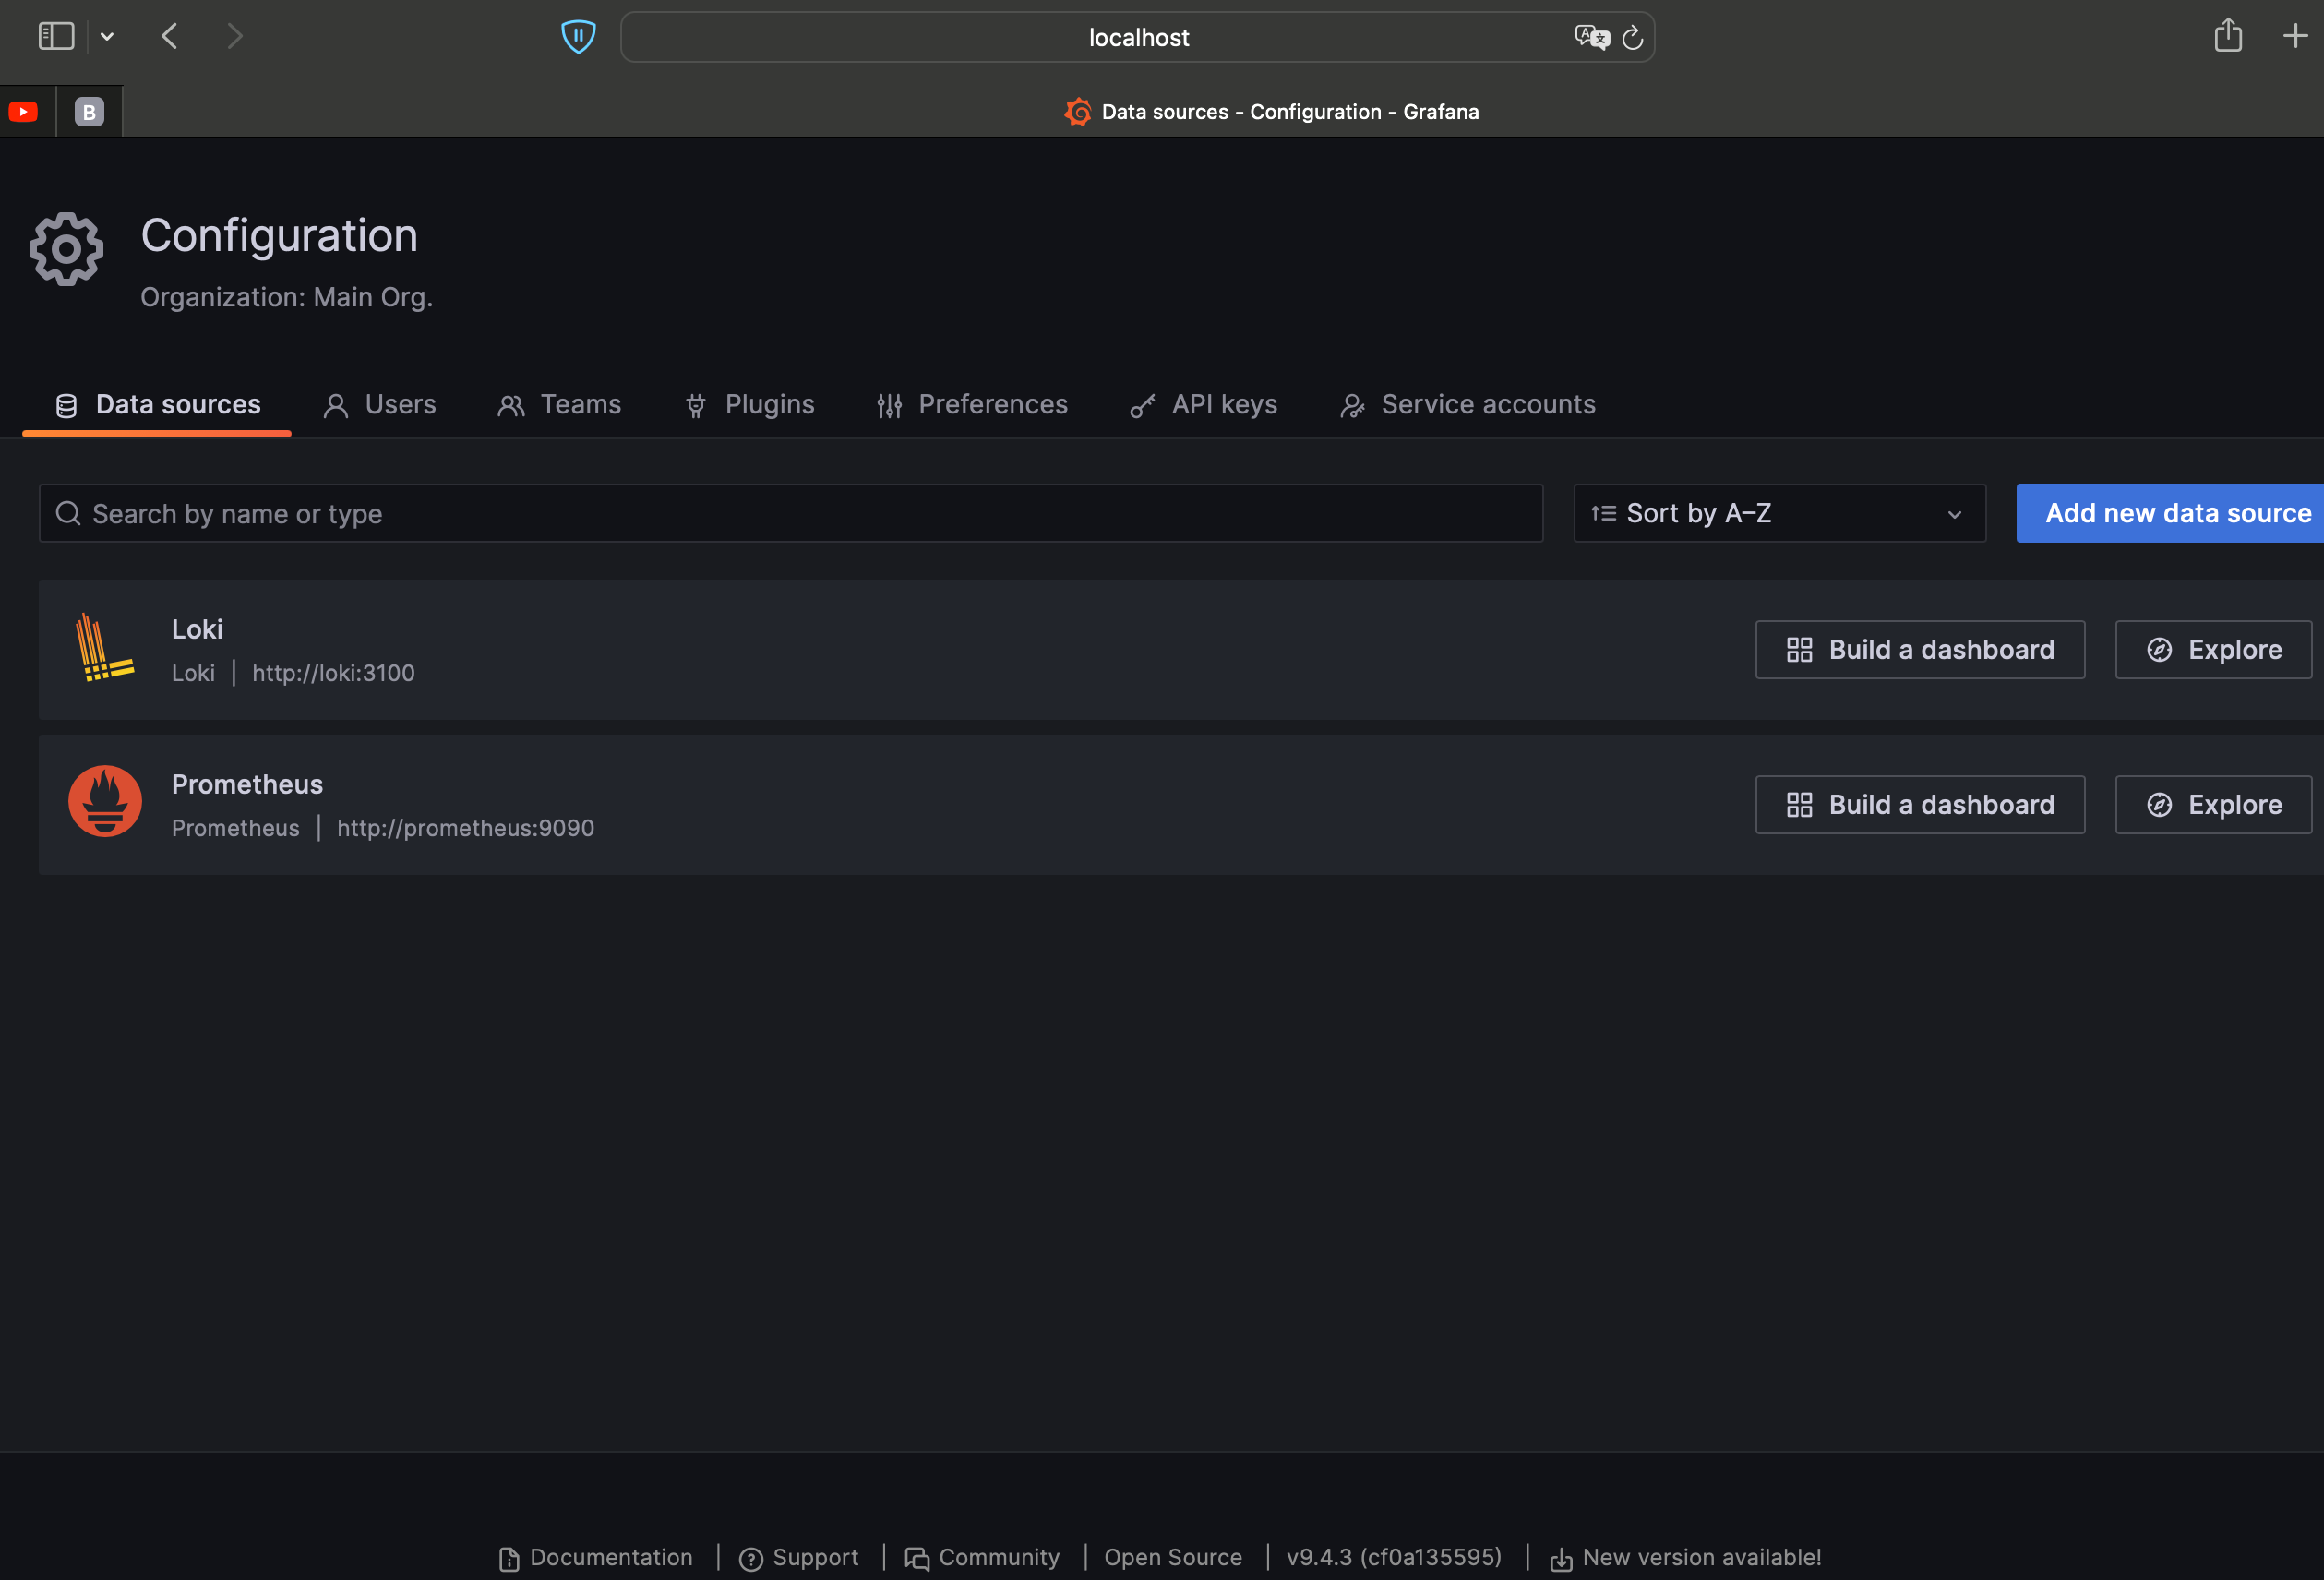 localhost
B
Data sources - Configuration - Grafana
Configuration
Organization: Main Org.
Data sources
Users
Teams
Plugins
Preferences
API keys
Service accounts
Search by name or type
Sort by A–Z
Add new data source
Loki
Loki | http://loki:3100
Build a dashboard
Explore
Prometheus
Prometheus | http://prometheus:9090
Build a dashboard
Explore
Documentation | Support | Community | Open Source | v9.4.3 (cf0a135595) | New version available!